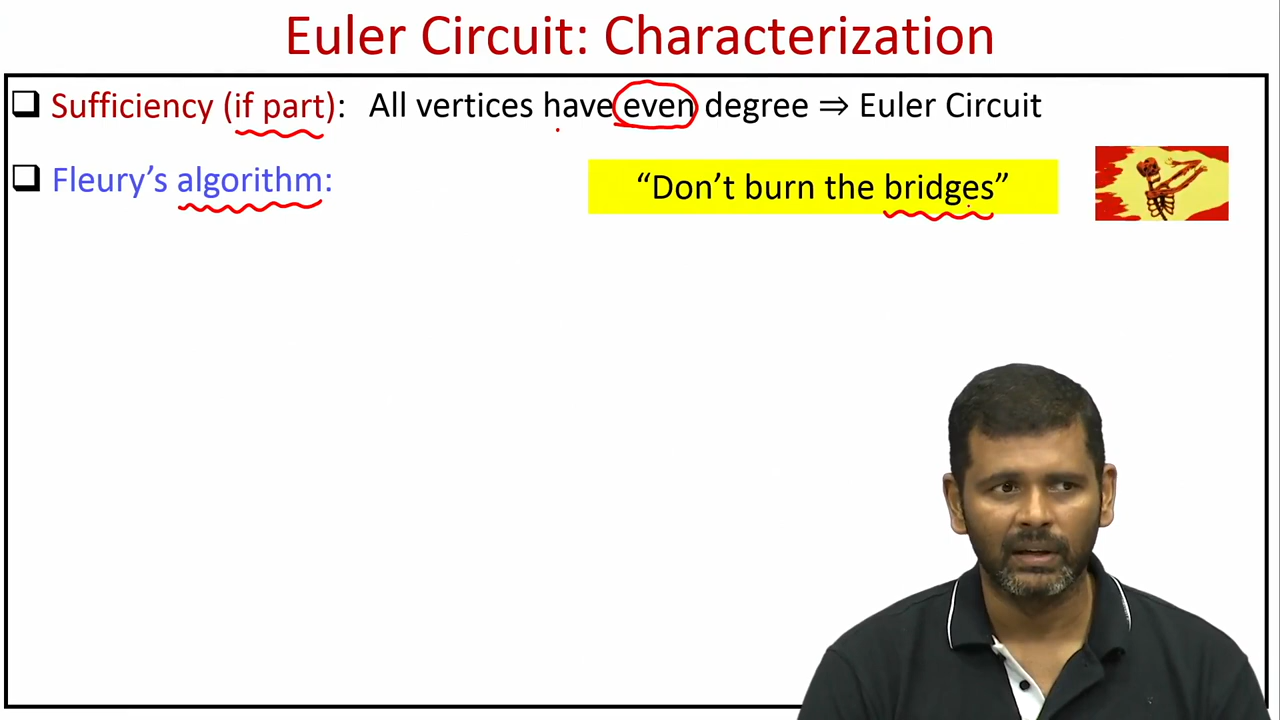 Euler Circuit: Characterization
❑ Sufficiency (if part): All vertices have even degree ⇒ Euler Circuit
❑ Fleury’s algorithm: “Don’t burn the bridges”